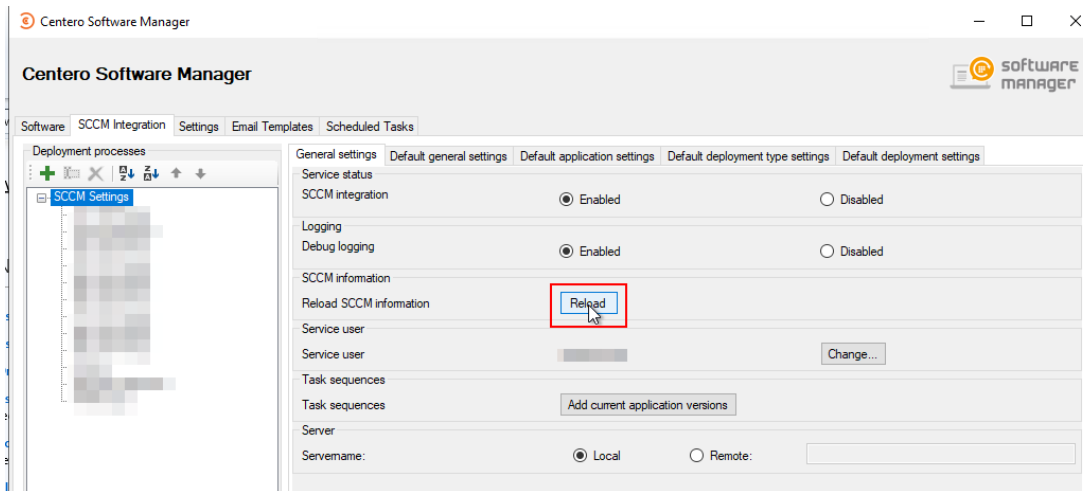 Centero Software Manager
Centero Software Manager
software
manager
Software SCCM Integration Settings Email Templates Scheduled Tasks
Deployment processes
SCCM Settings
General settings Default general settings Default application settings Default deployment type settings Default deployment settings
Service status
SCCM integration Enabled Disabled
Logging
Debug logging Enabled Disabled
SCCM information
Reload SCCM information Reload
Service user
Service user Change...
Task sequences
Task sequences Add current application versions
Server
Servername: Local Remote: